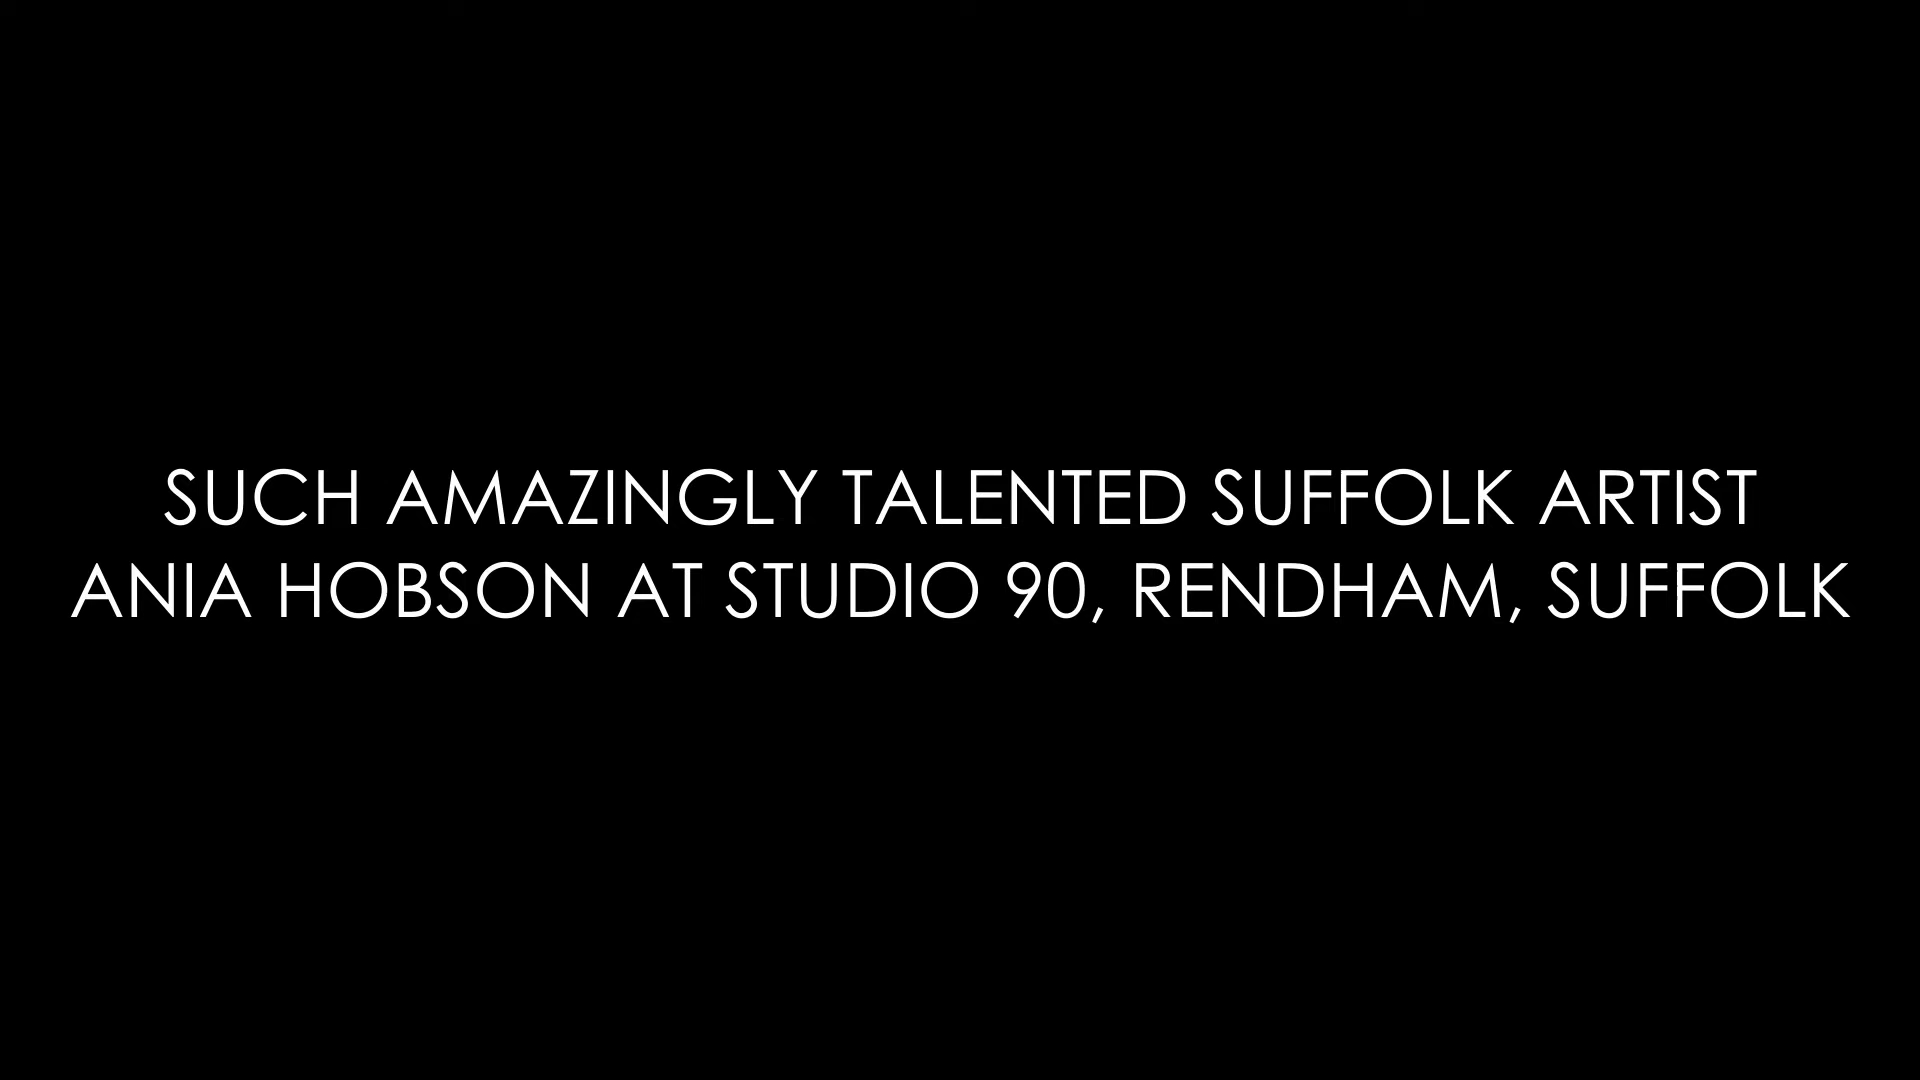 SUCH AMAZINGLY TALENTED SUFFOLK ARTIST
ANIA HOBSON AT STUDIO 90, RENDHAM, SUFFOLK